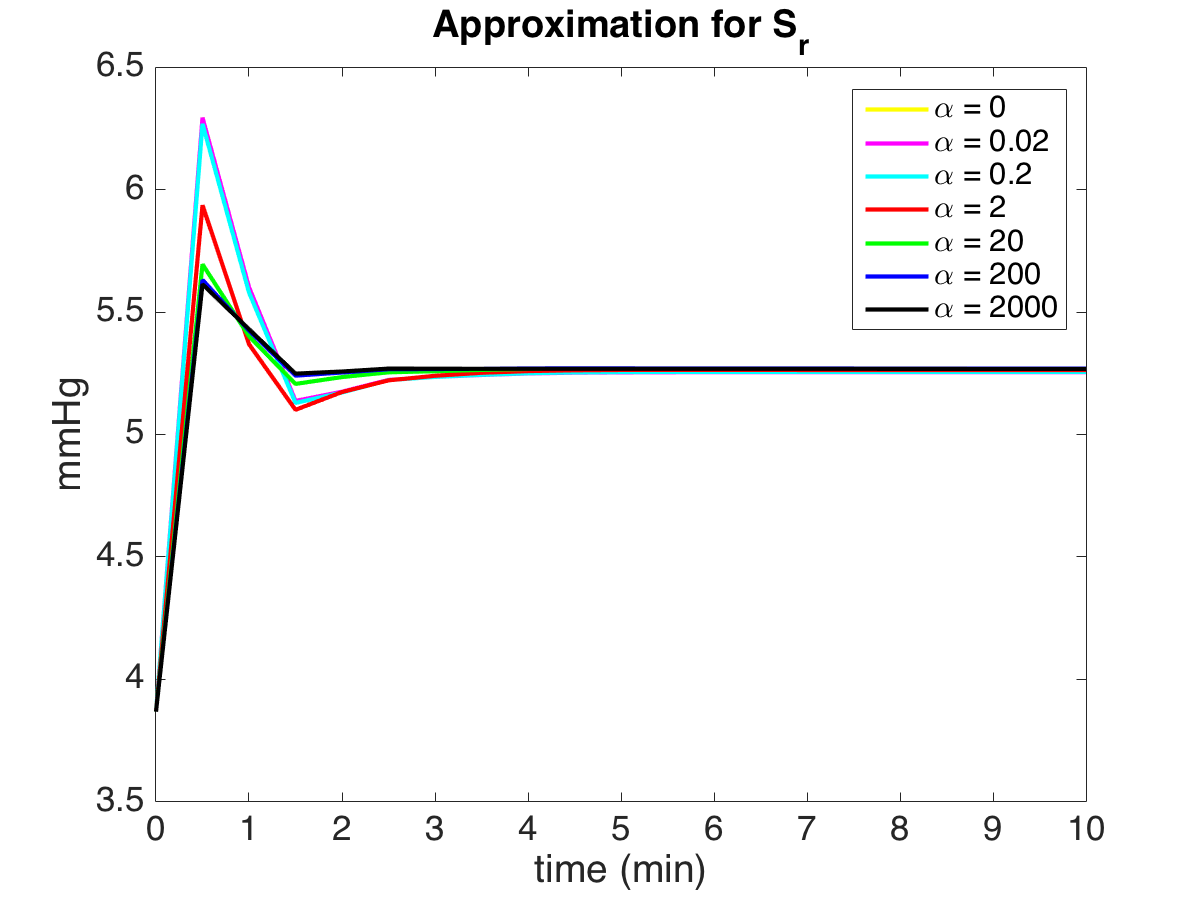 Approximation for S_r
6.5
6
5.5
5
4.5
4
3.5
mmHg
0 1 2 3 4 5 6 7 8 9 10
time (min)
α = 0
α = 0.02
α = 0.2
α = 2
α = 20
α = 200
α = 2000